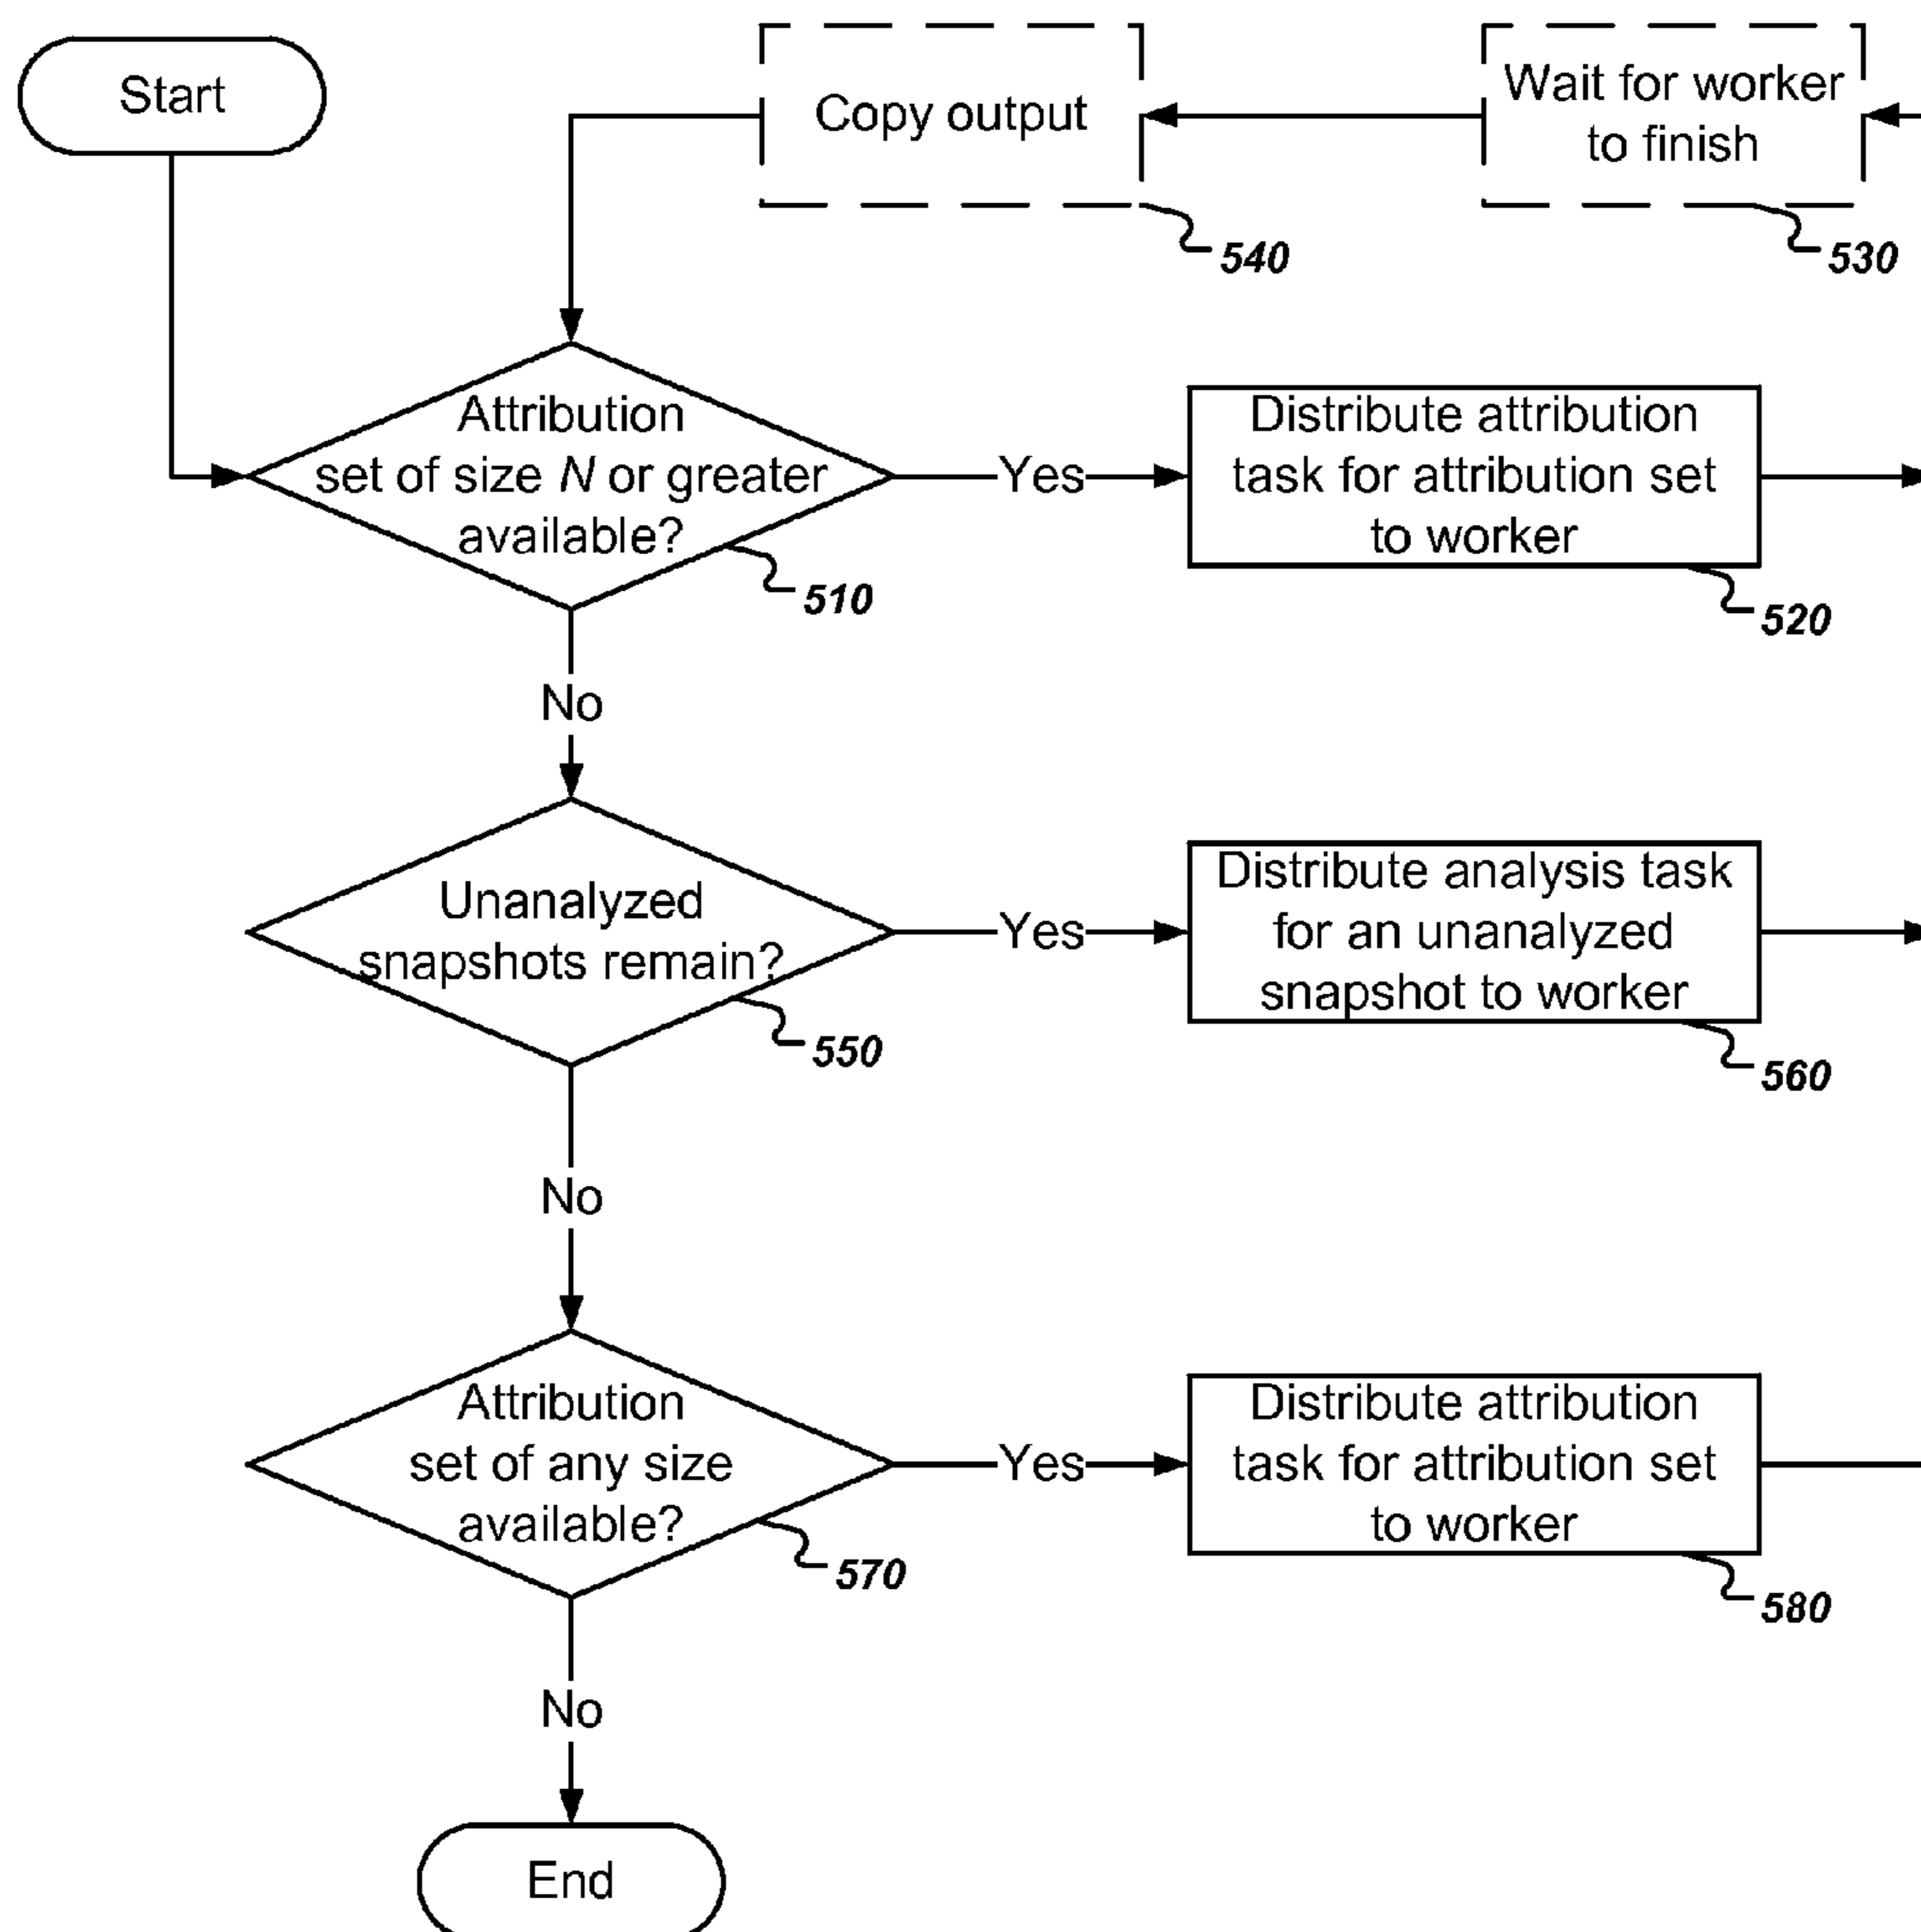 Start
Copy output
540
Wait for worker
to finish
530
Attribution
set of size N or greater
available?
510
Yes
Distribute attribution
task for attribution set
to worker
520
No
Unanalyzed
snapshots remain?
550
Yes
Distribute analysis task
for an unanalyzed
snapshot to worker
560
No
Attribution
set of any size
available?
570
Yes
Distribute attribution
task for attribution set
to worker
580
No
End